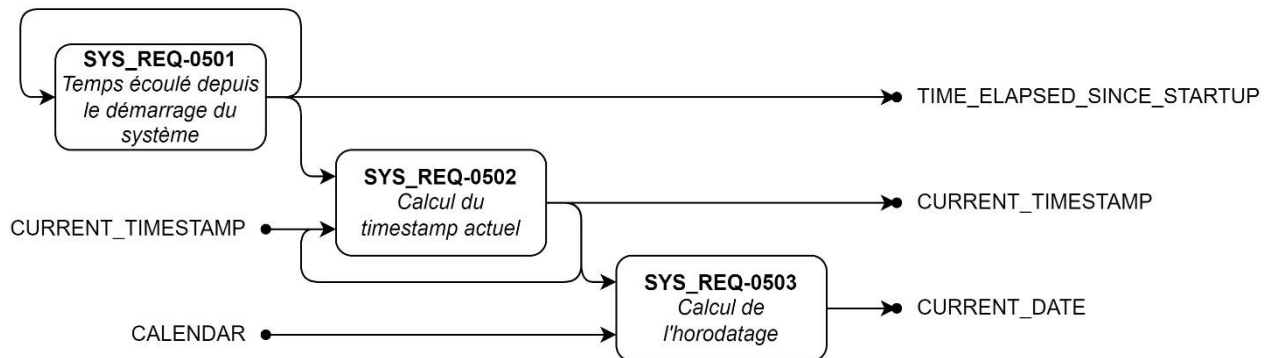 SYS_REQ-0501
Temps écoulé depuis
le démarrage du
système
TIME_ELAPSED_SINCE_STARTUP
SYS_REQ-0502
Calcul du
timestamp actuel
CURRENT_TIMESTAMP
CURRENT_TIMESTAMP
SYS_REQ-0503
Calcul de
l'horodatage
CURRENT_DATE
CALENDAR